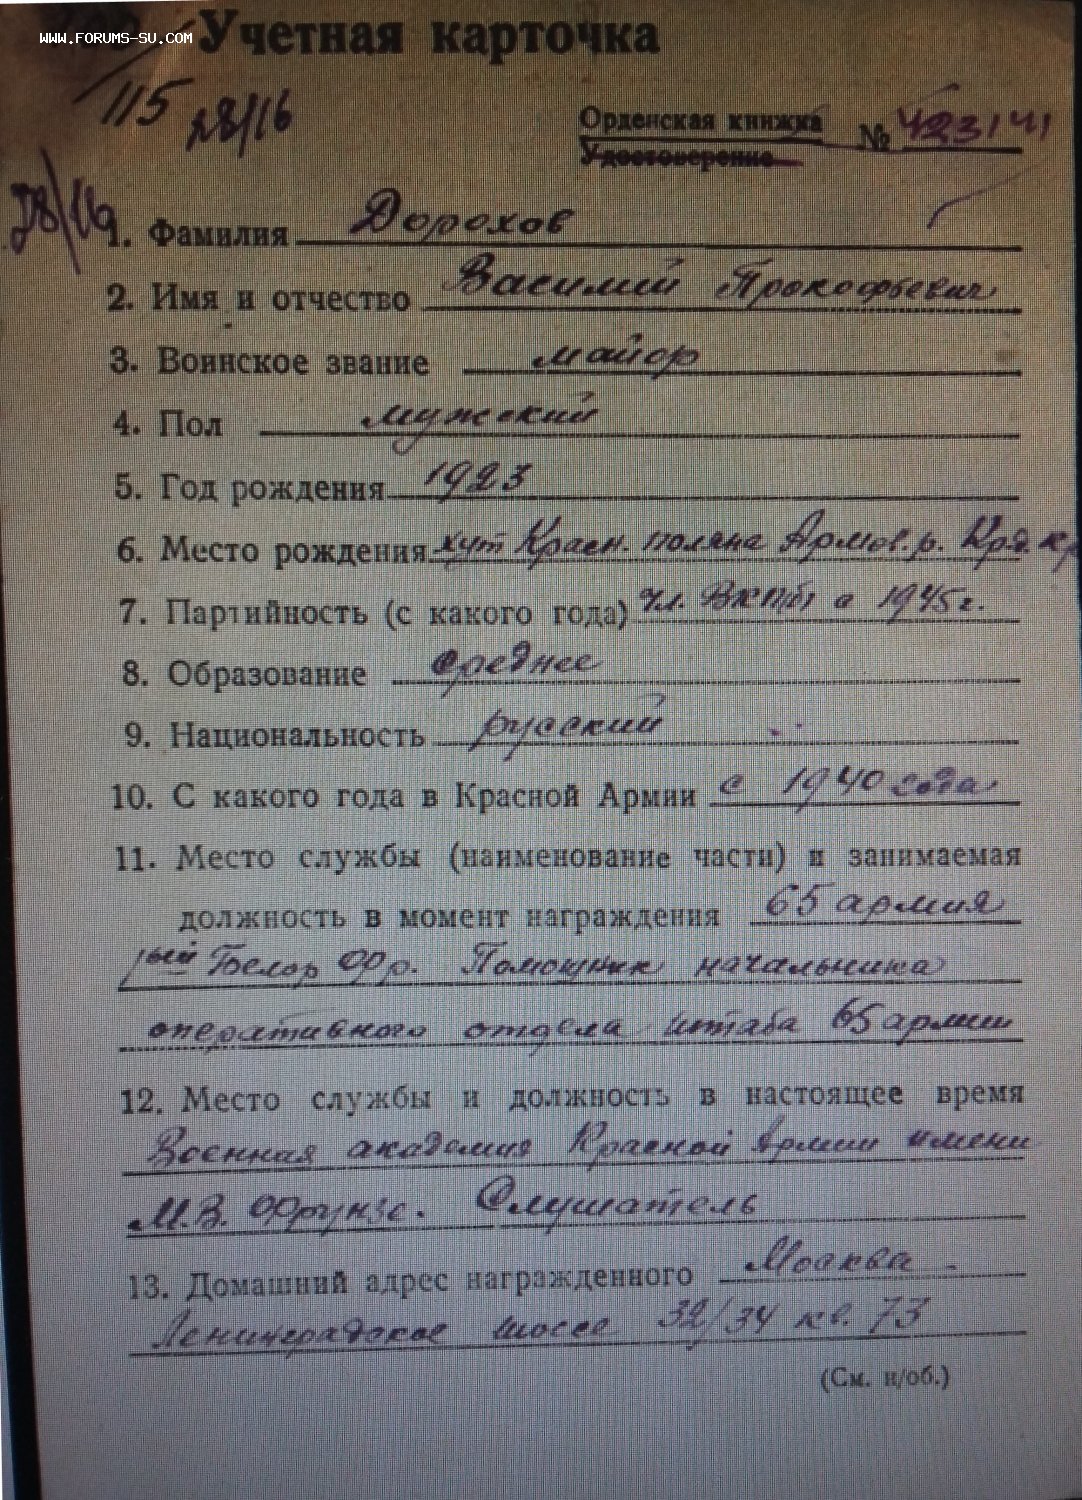 WWW.FORUMS-SU.COM
Учетная карточка
115
28/16
Орденская книжка
Удостоверение
№ 423141
28/16
1. Фамилия Дорохов
2. Имя и отчество Василий Прокофьевич
3. Воинское звание майор
4. Пол мужской
5. Год рождения 1923
6. Место рождения хут Красн. поляна Армов. р. Крд. кр
7. Партийность (с какого года) чл. ВКП/б/ с 1945 г.
8. Образование среднее
9. Национальность русский
10. С какого года в Красной Армии с 1940 года
11. Место службы (наименование части) и занимаемая
должность в момент награждения 65 армия
1ый Белор фр. Помощник начальника
оперативного отдела штаба 65 армии
12. Место службы и должность в настоящее время
Военная академия Красной Армии имени
М.В. Фрунзе. Слушатель
13. Домашний адрес награжденного Москва -
Ленинградское шоссе 32/34 кв. 73
(См. н/об.)